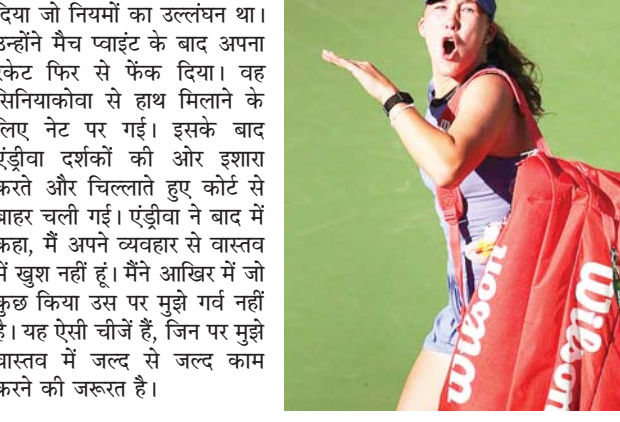 दिया जो नियमों का उल्लंघन था।
उन्होंने मैच प्वाइंट के बाद अपना
रैकेट फिर से फेंक दिया। वह
सिनियाकोवा से हाथ मिलाने के
लिए नेट पर गई। इसके बाद
एंड्रीवा दर्शकों की ओर इशारा
करते और चिल्लाते हुए कोर्ट से
बाहर चली गई। एंड्रीवा ने बाद में
कहा, मैं अपने व्यवहार से वास्तव
में खुश नहीं हूं। मैंने आखिर में जो
कुछ किया उस पर मुझे गर्व नहीं
है। यह ऐसी चीजें हैं, जिन पर मुझे
वास्तव में जल्द से जल्द काम
करने की जरूरत है।
Wilson
Wilson